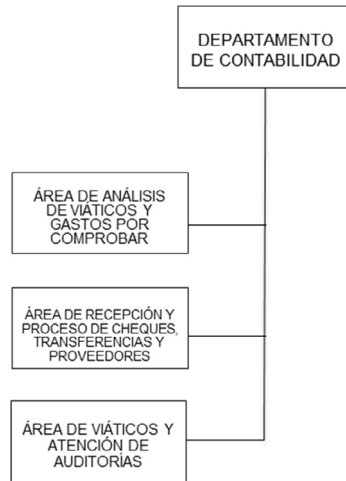 DEPARTAMENTO
DE CONTABILIDAD
ÁREA DE ANÁLISIS
DE VIÁTICOS Y
GASTOS POR
COMPROBAR
ÁREA DE RECEPCIÓN Y
PROCESO DE CHEQUES,
TRANSFERENCIAS Y
PROVEEDORES
ÁREA DE VIÁTICOS Y
ATENCIÓN DE
AUDITORÍAS